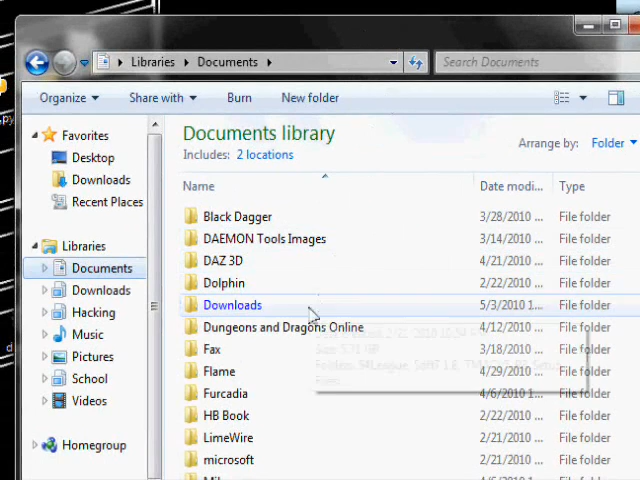 Libraries ▸ Documents ▸
Search Documents
Organize Share with Burn New folder
Favorites
Desktop
Downloads
Recent Places
Libraries
Documents
Downloads
Hacking
Music
Pictures
School
Videos
Homegroup
Documents library
Includes: 2 locations
Arrange by: Folder
Name Date modi... Type
Black Dagger 3/28/2010 ... File folder
DAEMON Tools Images 3/14/2010 ... File folder
DAZ 3D 4/21/2010 ... File folder
Dolphin 2/22/2010 ... File folder
Downloads 5/3/2010 1... File folder
Dungeons and Dragons Online 4/12/2010 ... File folder
Fax 3/18/2010 ... File folder
Flame 4/29/2010 ... File folder
Furcadia 4/6/2010 ... File folder
HB Book 2/22/2010 ... File folder
LimeWire 2/21/2010 ... File folder
microsoft 2/21/2010 ... File folder